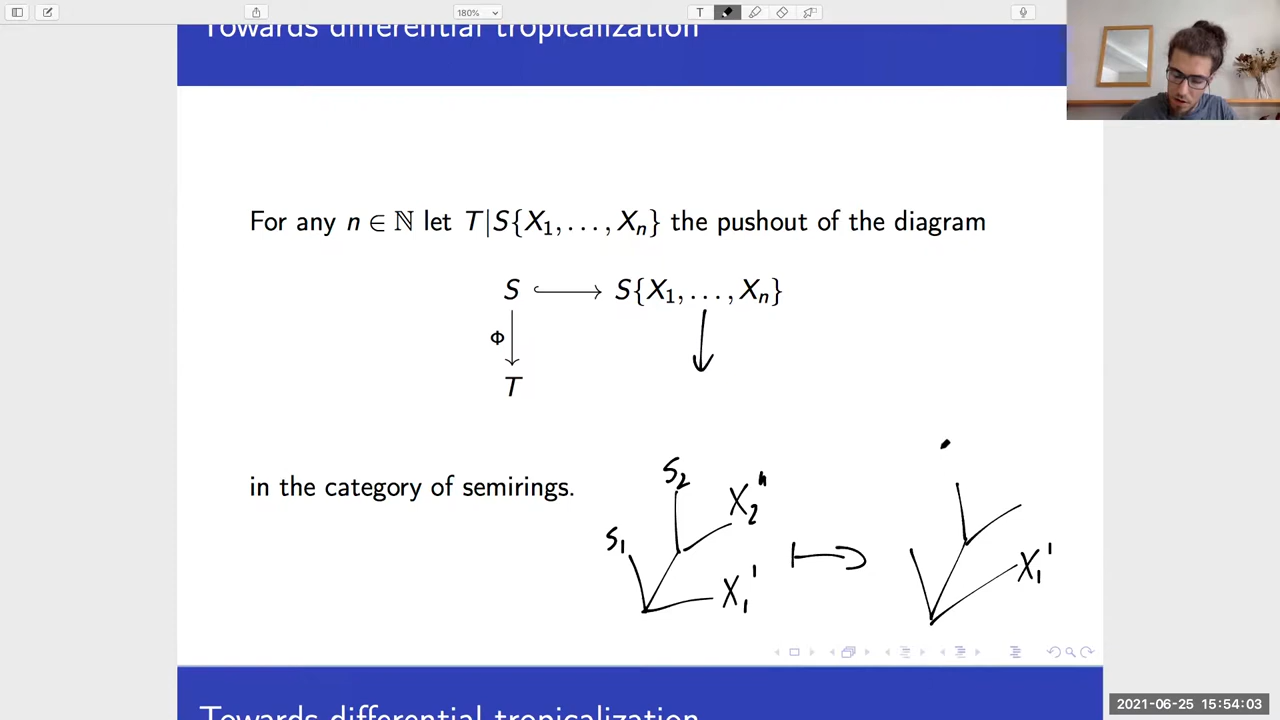 180%
T
Towards differential tropicalization
For any n ∈ ℕ let T|S{X₁, . . . , Xₙ} the pushout of the diagram
S S{X₁, . . . , Xₙ}
Φ
T
S₂
in the category of semirings.
X₂''
S₁
X₁'
X₁'
Towards differential tropicalization
2021-06-25 15:54:03